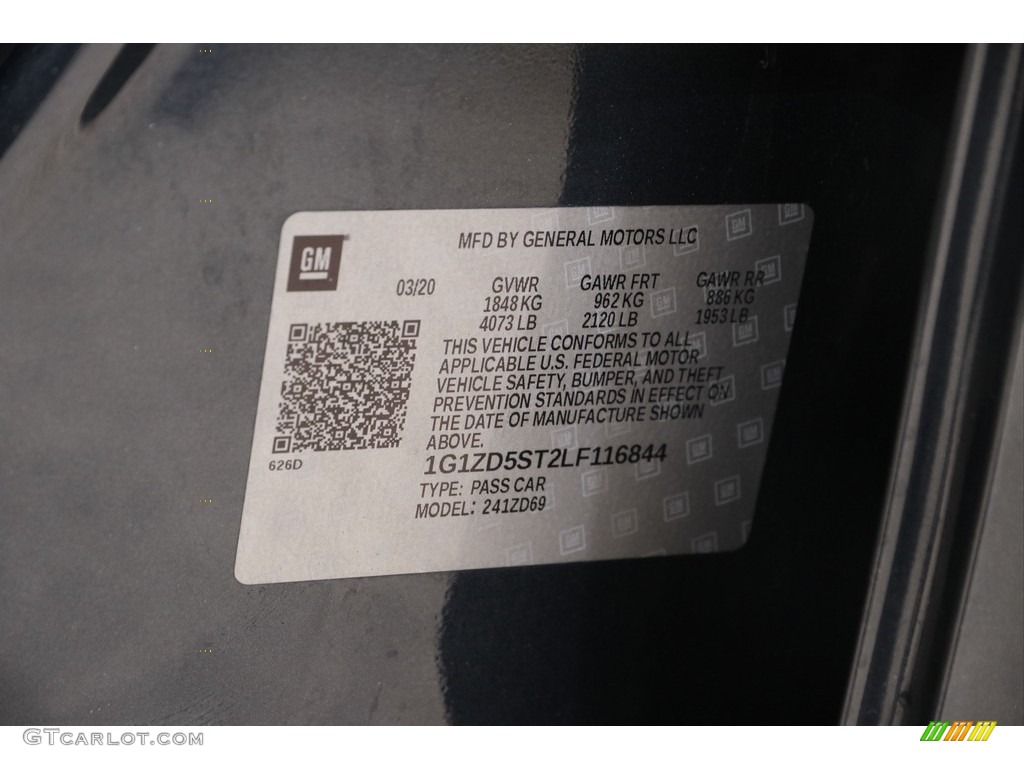 GM
MFD BY GENERAL MOTORS LLC
03/20 GVWR GAWR FRT GAWR RR
1848 KG 962 KG 886 KG
4073 LB 2120 LB 1953 LB
THIS VEHICLE CONFORMS TO ALL
APPLICABLE U.S. FEDERAL MOTOR
VEHICLE SAFETY, BUMPER, AND THEFT
PREVENTION STANDARDS IN EFFECT ON
THE DATE OF MANUFACTURE SHOWN
ABOVE.
626D
1G1ZD5ST2LF116844
TYPE: PASS CAR
MODEL: 241ZD69
GTCARLOT.COM